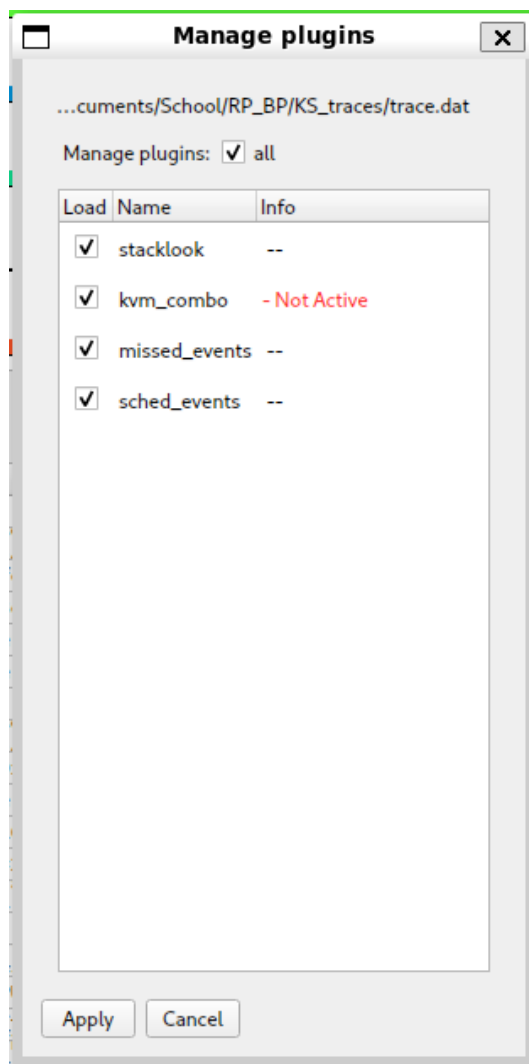 Manage plugins
...cuments/School/RP_BP/KS_traces/trace.dat
Manage plugins: all
Load Name Info
stacklook --
kvm_combo - Not Active
missed_events --
sched_events --
Apply Cancel